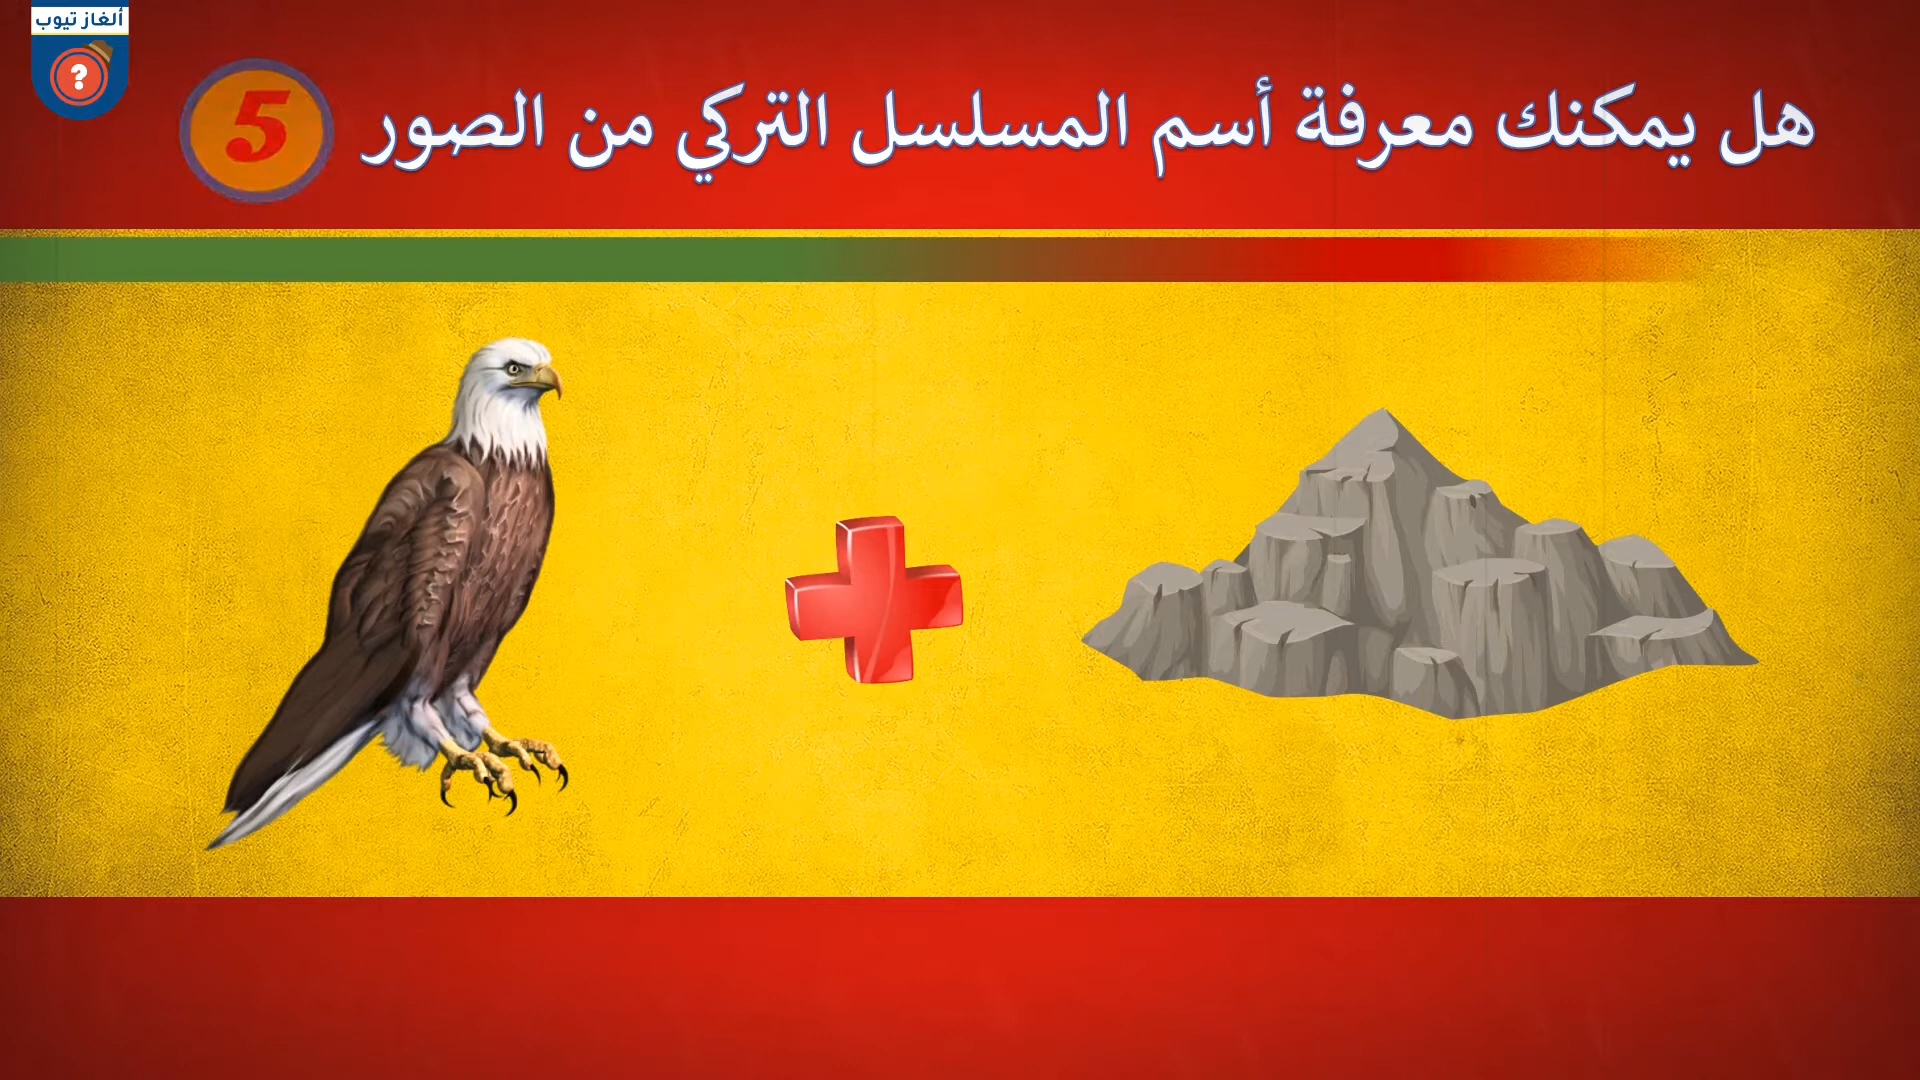 ألغاز تيوب
?
هل يمكنك معرفة أسم المسلسل التركي من الصور 5